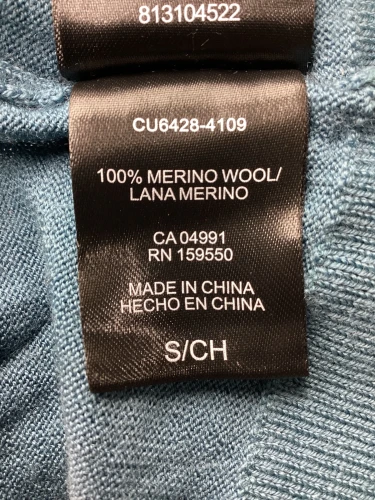 813104522
CU6428-4109
100% MERINO WOOL/
LANA MERINO
CA 04991
RN 159550
MADE IN CHINA
HECHO EN CHINA
S/CH